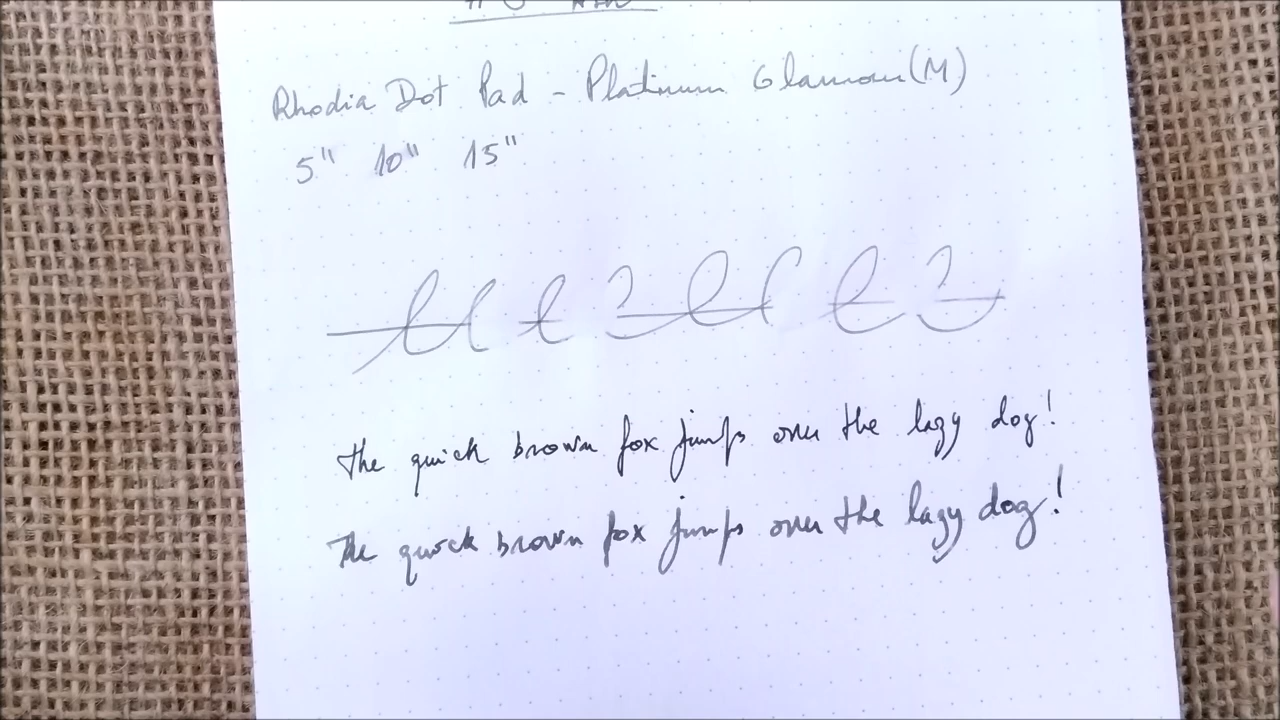 Rhodia Dot Pad - Platinum Glamour (M)
5" 10" 15"
the quick brown fox jumps over the lazy dog!
The quick brown fox jumps over the lazy dog!